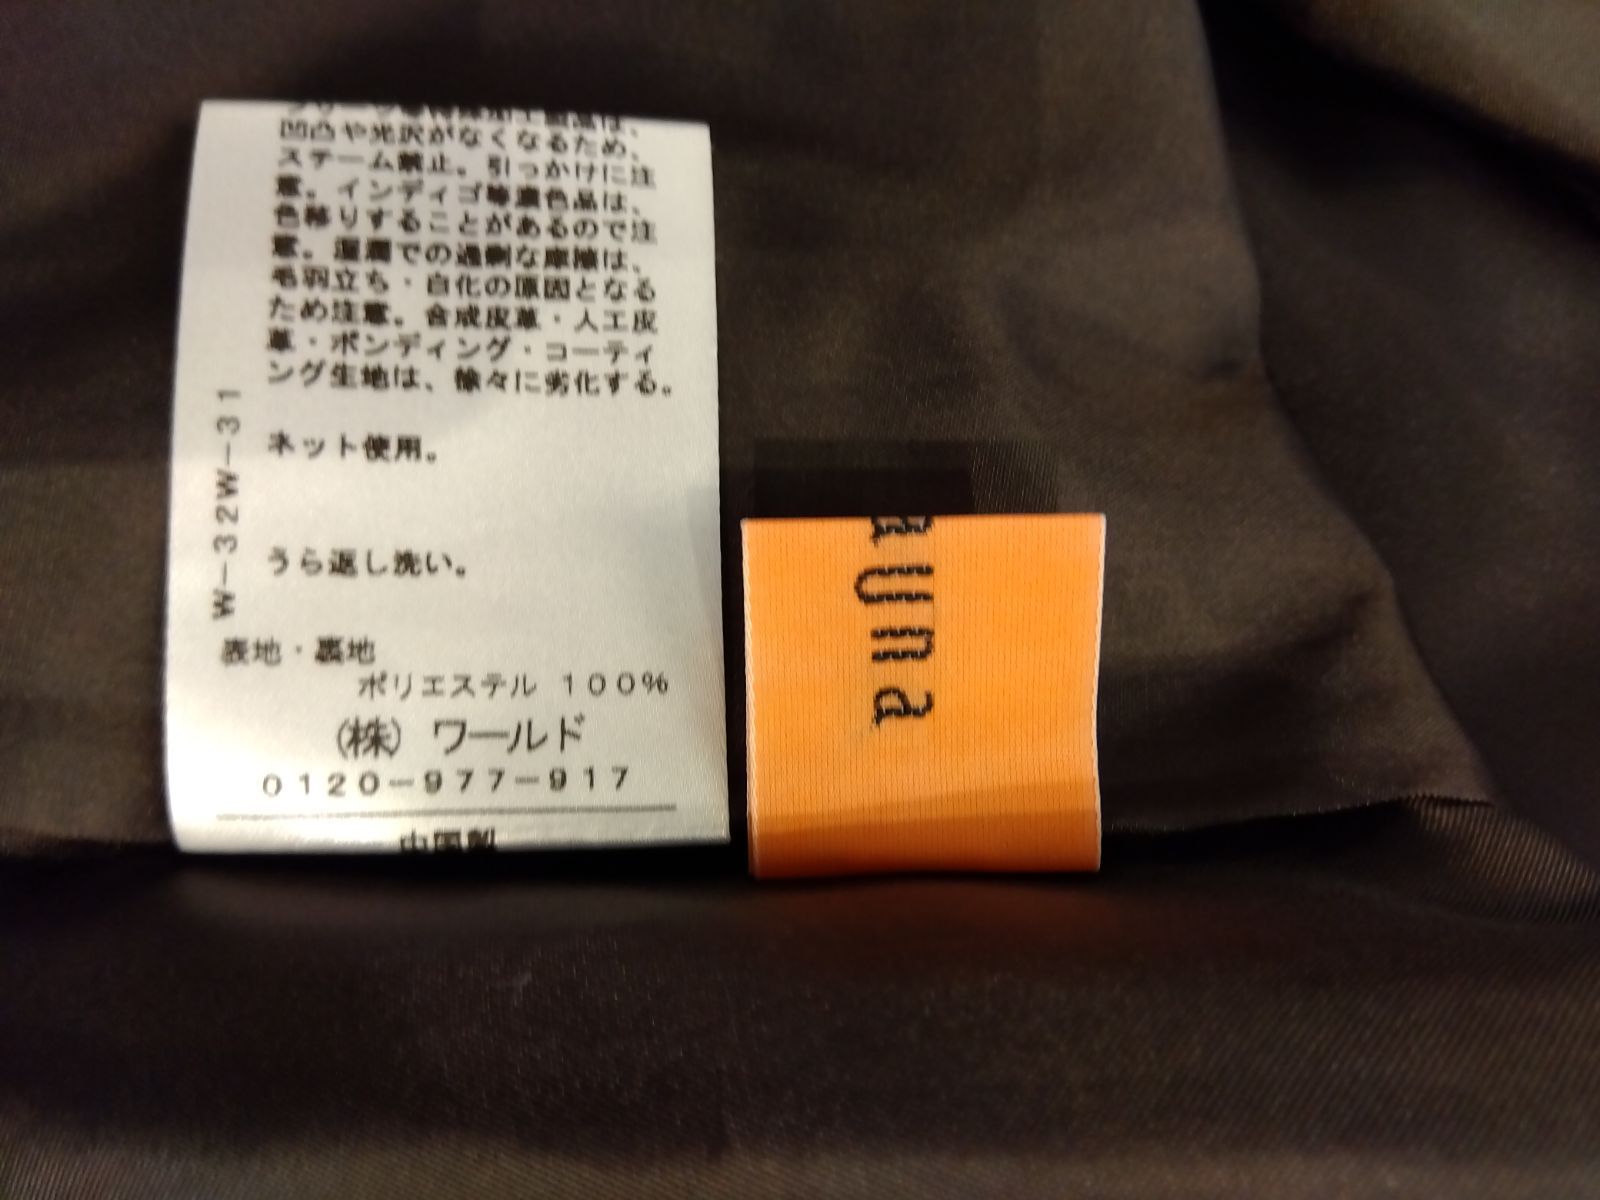 凹凸や光沢がなくなるため、
スチーム禁止。引っかけに注
意。インディゴ等濃色品は、
色移りすることがあるので注
意。湿潤での過剰な摩擦は、
毛羽立ち・白化の原因となる
ため注意。合成皮革・人工皮
革・ボンディング・コーティ
ング生地は、徐々に劣化する。
ネット使用。
うら返し洗い。
W-32W-31
表地・裏地
ポリエステル 100%
(株) ワールド
0120-977-917
中国製
auna